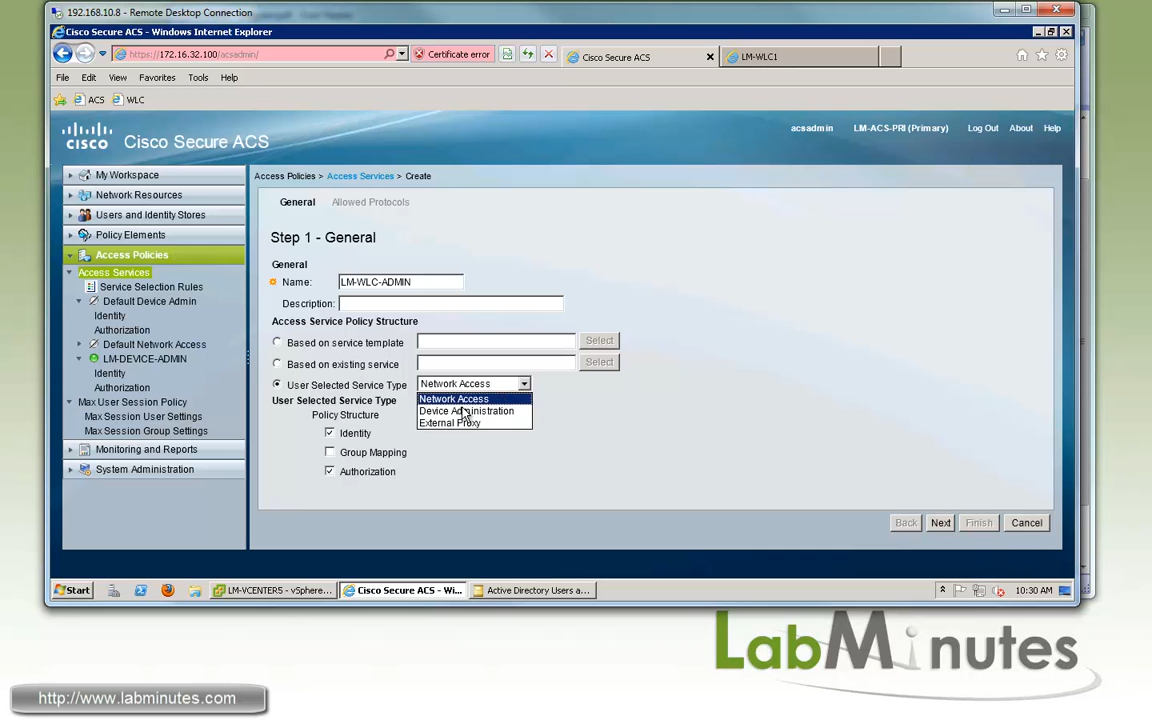 192.168.10.8 - Remote Desktop Connection
Cisco Secure ACS - Windows Internet Explorer
https://172.16.32.100/acsadmin/
Certificate error
Cisco Secure ACS
LM-WLC1
File Edit View Favorites Tools Help
ACS WLC
cisco Cisco Secure ACS
acsadmin LM-ACS-PRI (Primary) Log Out About Help
My Workspace
Network Resources
Users and Identity Stores
Policy Elements
Access Policies
Access Services
Service Selection Rules
Default Device Admin
Identity
Authorization
Default Network Access
LM-DEVICE-ADMIN
Identity
Authorization
Max User Session Policy
Max Session User Settings
Max Session Group Settings
Monitoring and Reports
System Administration
Access Policies > Access Services > Create
General Allowed Protocols
Step 1 - General
General
Name: LM-WLC-ADMIN
Description:
Access Service Policy Structure
Based on service template Select
Based on existing service Select
User Selected Service Type Network Access
Network Access
Device Administration
External Proxy
User Selected Service Type
Policy Structure
Identity
Group Mapping
Authorization
Back Next Finish Cancel
Start
LM-VCENTER5 - vSphere...
Cisco Secure ACS - Wi...
Active Directory Users a...
10:30 AM
LabMinutes
http://www.labminutes.com